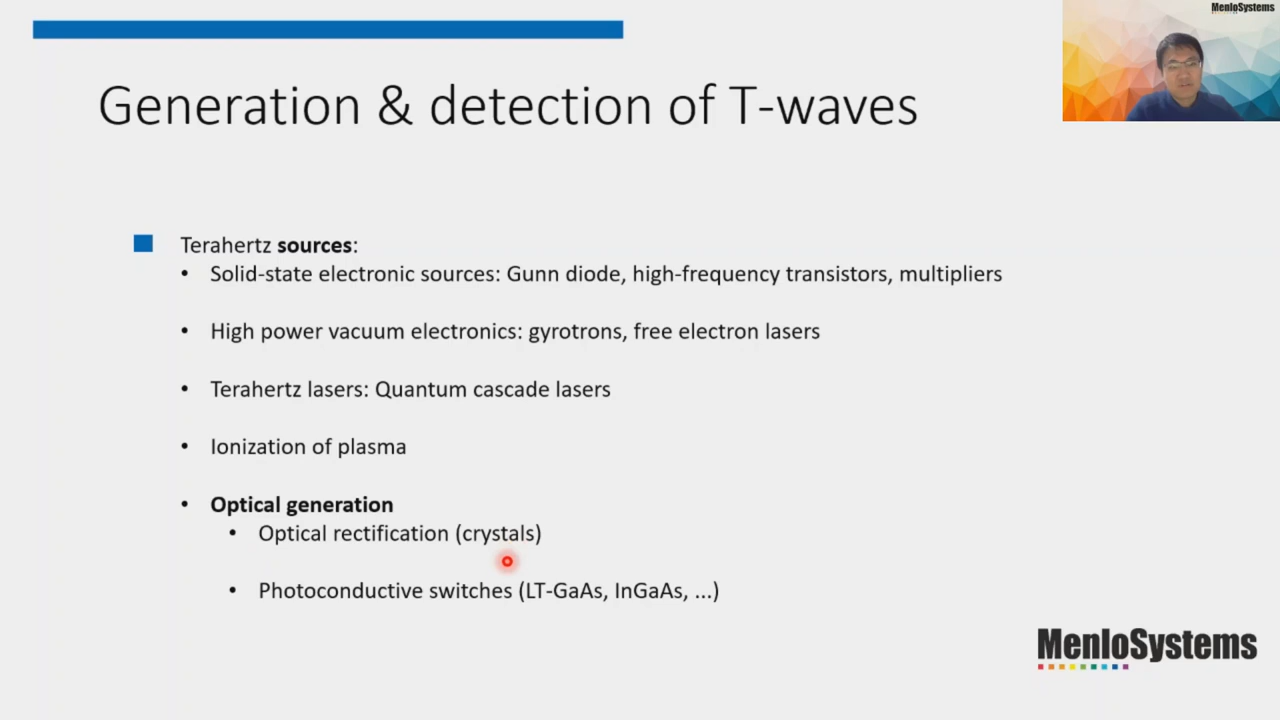 MenloSystems
Generation & detection of T-waves
Terahertz sources:
• Solid-state electronic sources: Gunn diode, high-frequency transistors, multipliers
• High power vacuum electronics: gyrotrons, free electron lasers
• Terahertz lasers: Quantum cascade lasers
• Ionization of plasma
• Optical generation
• Optical rectification (crystals)
• Photoconductive switches (LT-GaAs, InGaAs, ...)
MenloSystems